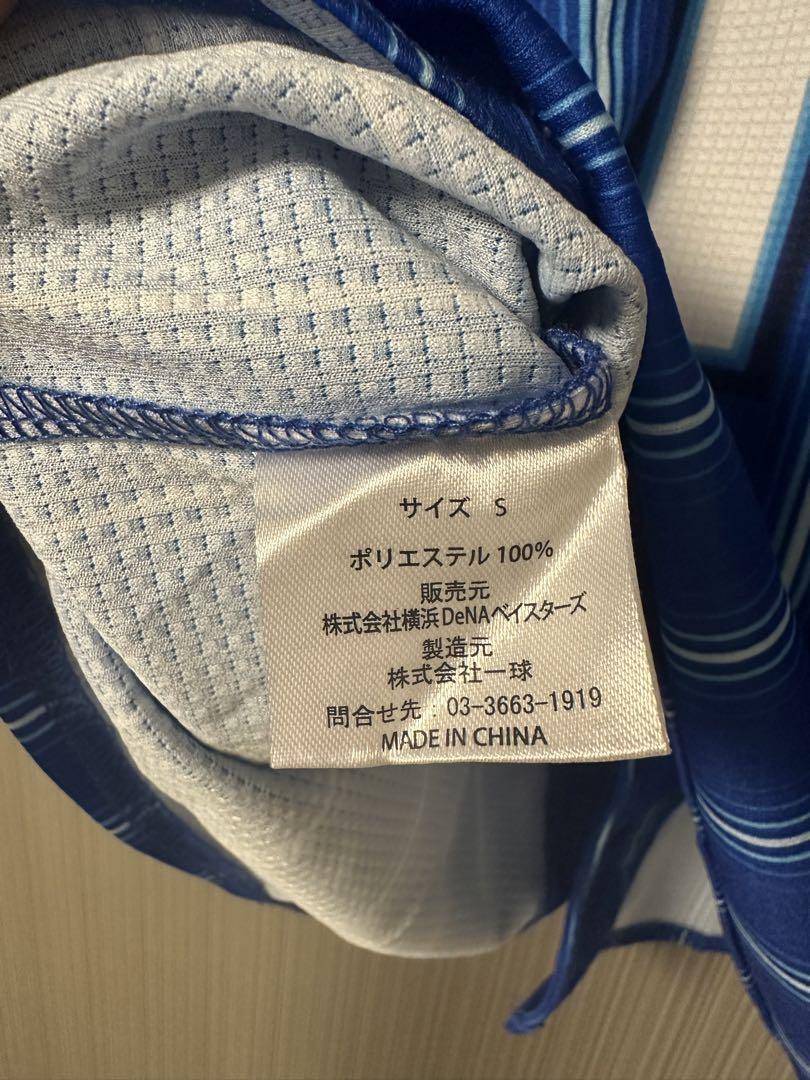 サイズ S
ポリエステル 100%
販売元
株式会社横浜DeNAベイスターズ
製造元
株式会社一球
問合せ先：03-3663-1919
MADE IN CHINA